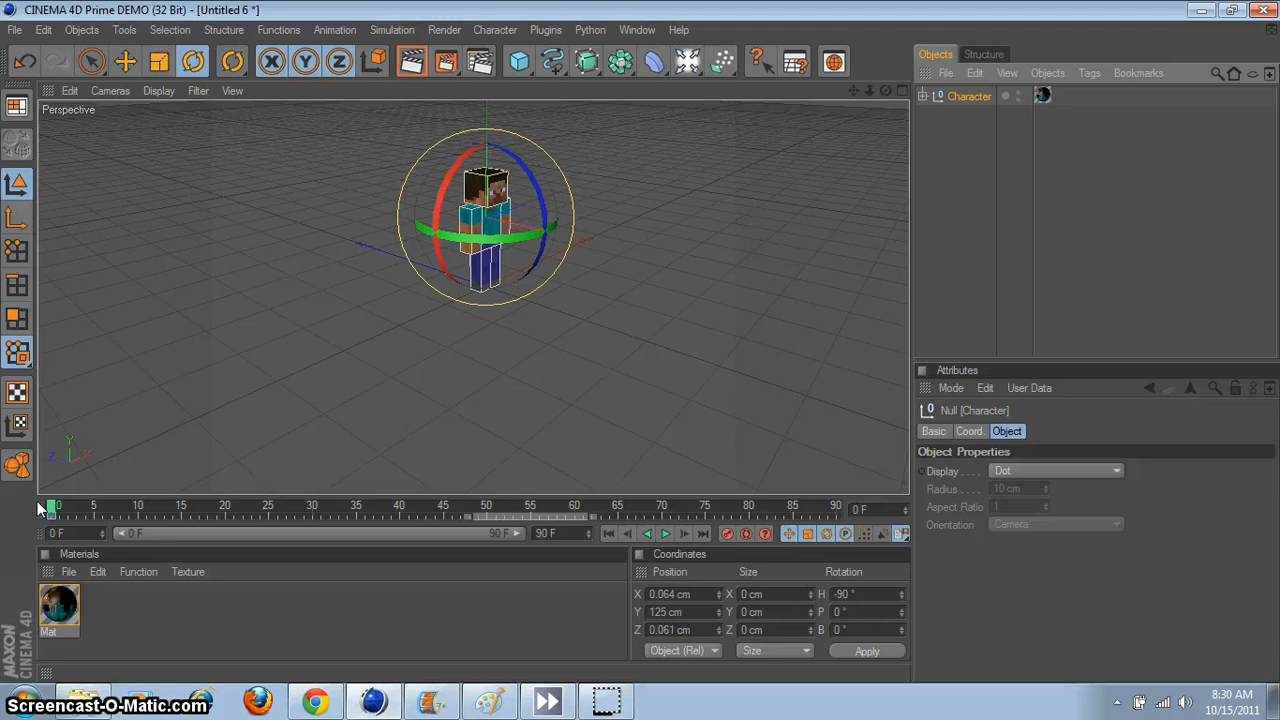 CINEMA 4D Prime DEMO (32 Bit) - [Untitled 6 *]
File Edit Objects Tools Selection Structure Functions Animation Simulation Render Sketch Character Plugins Python Window Help
Objects Structure
File Edit View Objects Tags Bookmarks
X Y Z
Edit Cameras Display Filter View
Perspective
0 Character
Y
Z X
Attributes
Mode Edit User Data
0 Null [Character]
Basic Coord. Object
Object Properties
Display . . . . Dot
Radius . . . . . 10 cm
Aspect Ratio 1
Orientation . Camera
0 5 10 15 20 25 30 35 40 45 50 55 60 65 70 75 80 85 90 0 F
0 F 0 F 90 F 90 F
Materials
File Edit Function Texture
Mat
Coordinates
Position Size Rotation
X 0.064 cm X 0 cm H -90 °
Y 125 cm Y 0 cm P 0 °
Z 0.061 cm Z 0 cm B 0 °
Object (Rel) Size Apply
MAXON
CINEMA 4D
Screencast-O-Matic.com
8:30 AM
10/15/2011